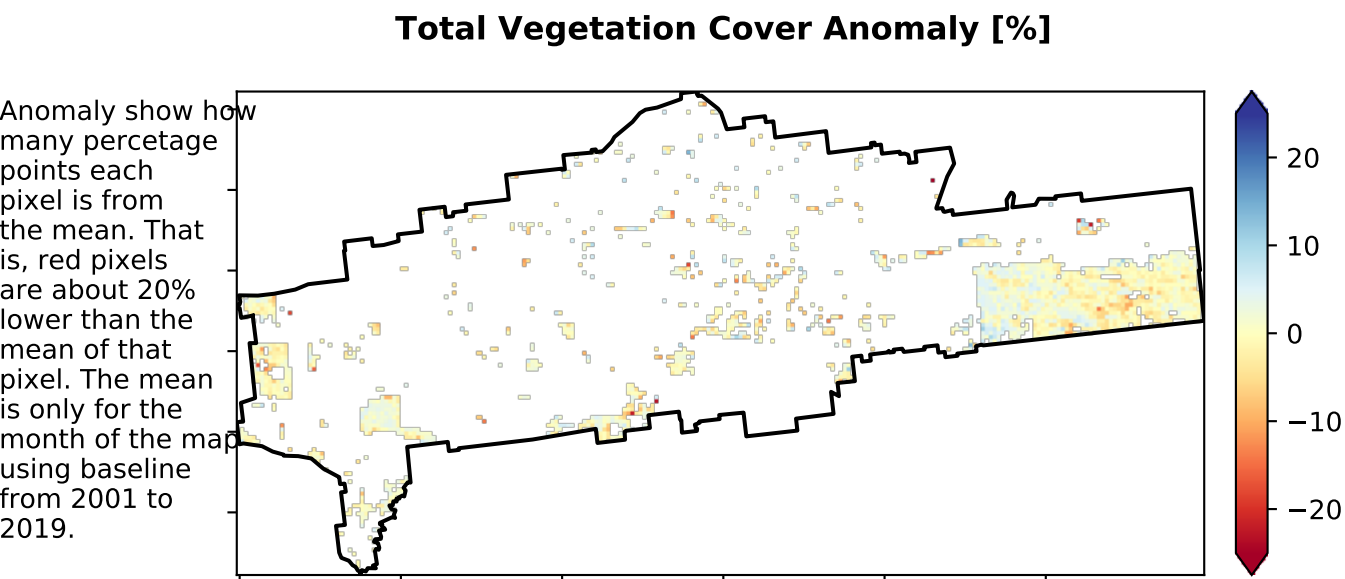 Total Vegetation Cover Anomaly [%]
Anomaly show how
many percetage
points each
pixel is from
the mean. That
is, red pixels
are about 20%
lower than the
mean of that
pixel. The mean
is only for the
month of the map
using baseline
from 2001 to
2019.
20
10
0
−10
−20